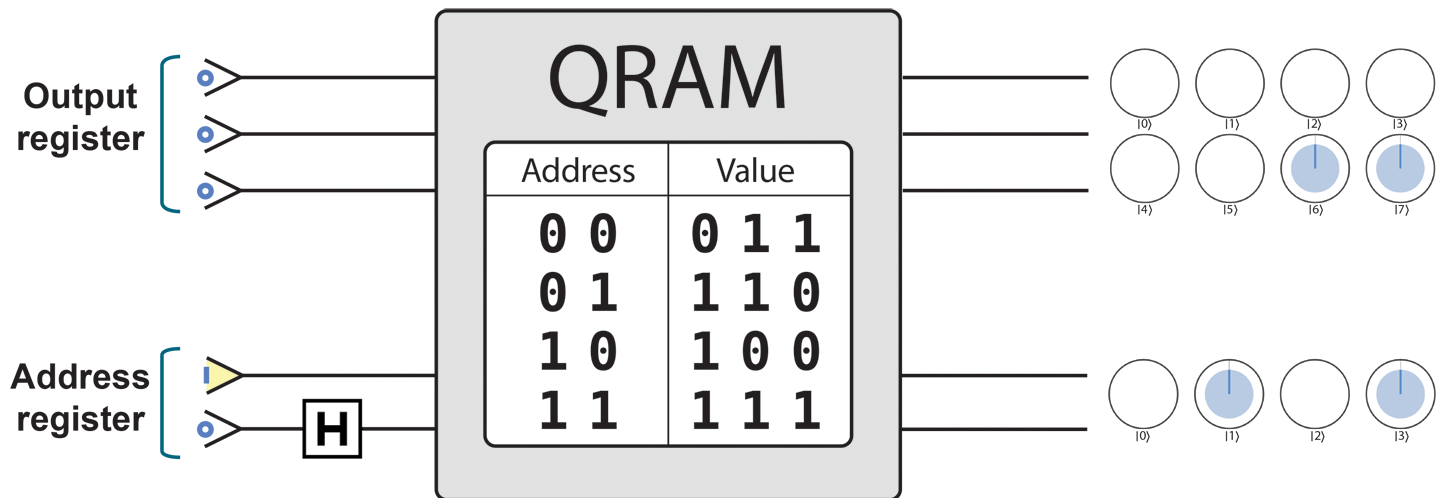 Output
register
QRAM
Address Value
0 0 0 1 1
0 1 1 1 0
1 0 1 0 0
1 1 1 1 1
|0⟩ |1⟩ |2⟩ |3⟩
|4⟩ |5⟩ |6⟩ |7⟩
Address
register
H
|0⟩ |1⟩ |2⟩ |3⟩